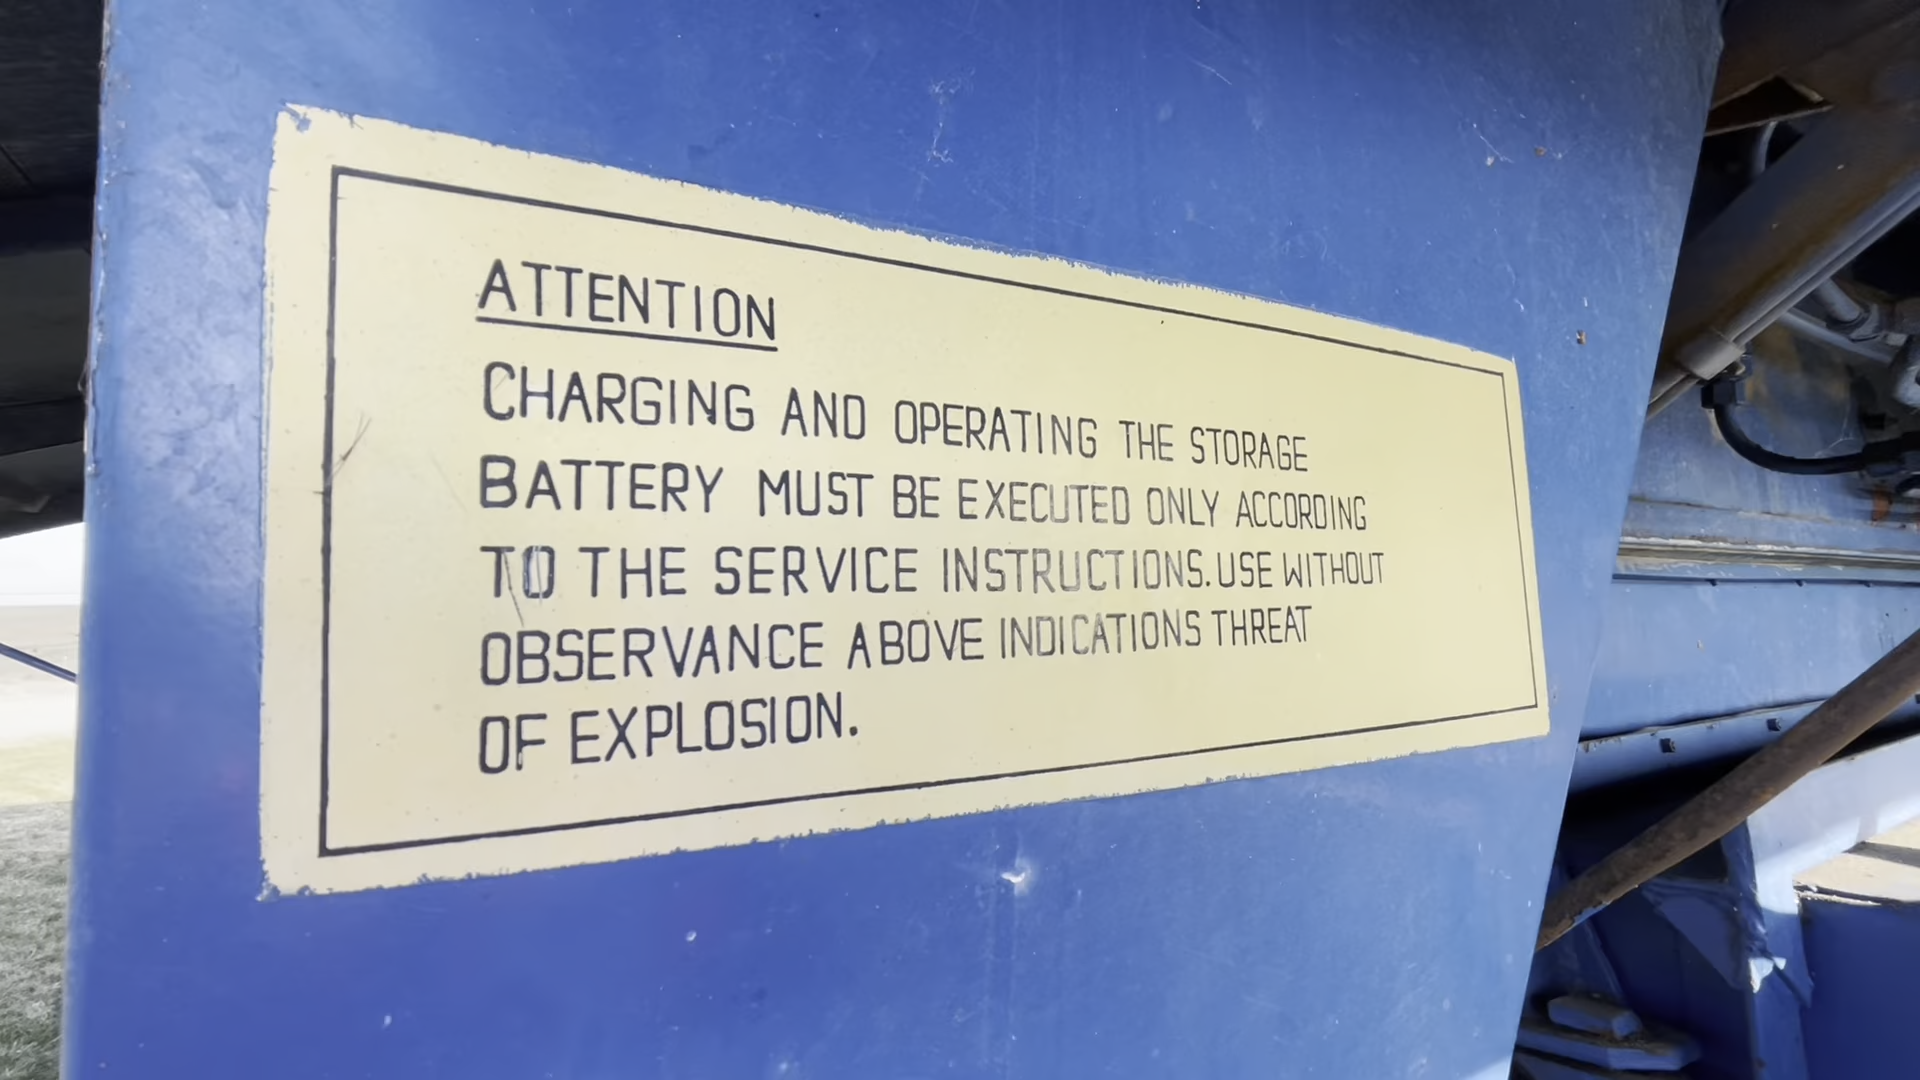 ATTENTION
CHARGING AND OPERATING THE STORAGE
BATTERY MUST BE EXECUTED ONLY ACCORDING
TO THE SERVICE INSTRUCTIONS. USE WITHOUT
OBSERVANCE ABOVE INDICATIONS THREAT
OF EXPLOSION.